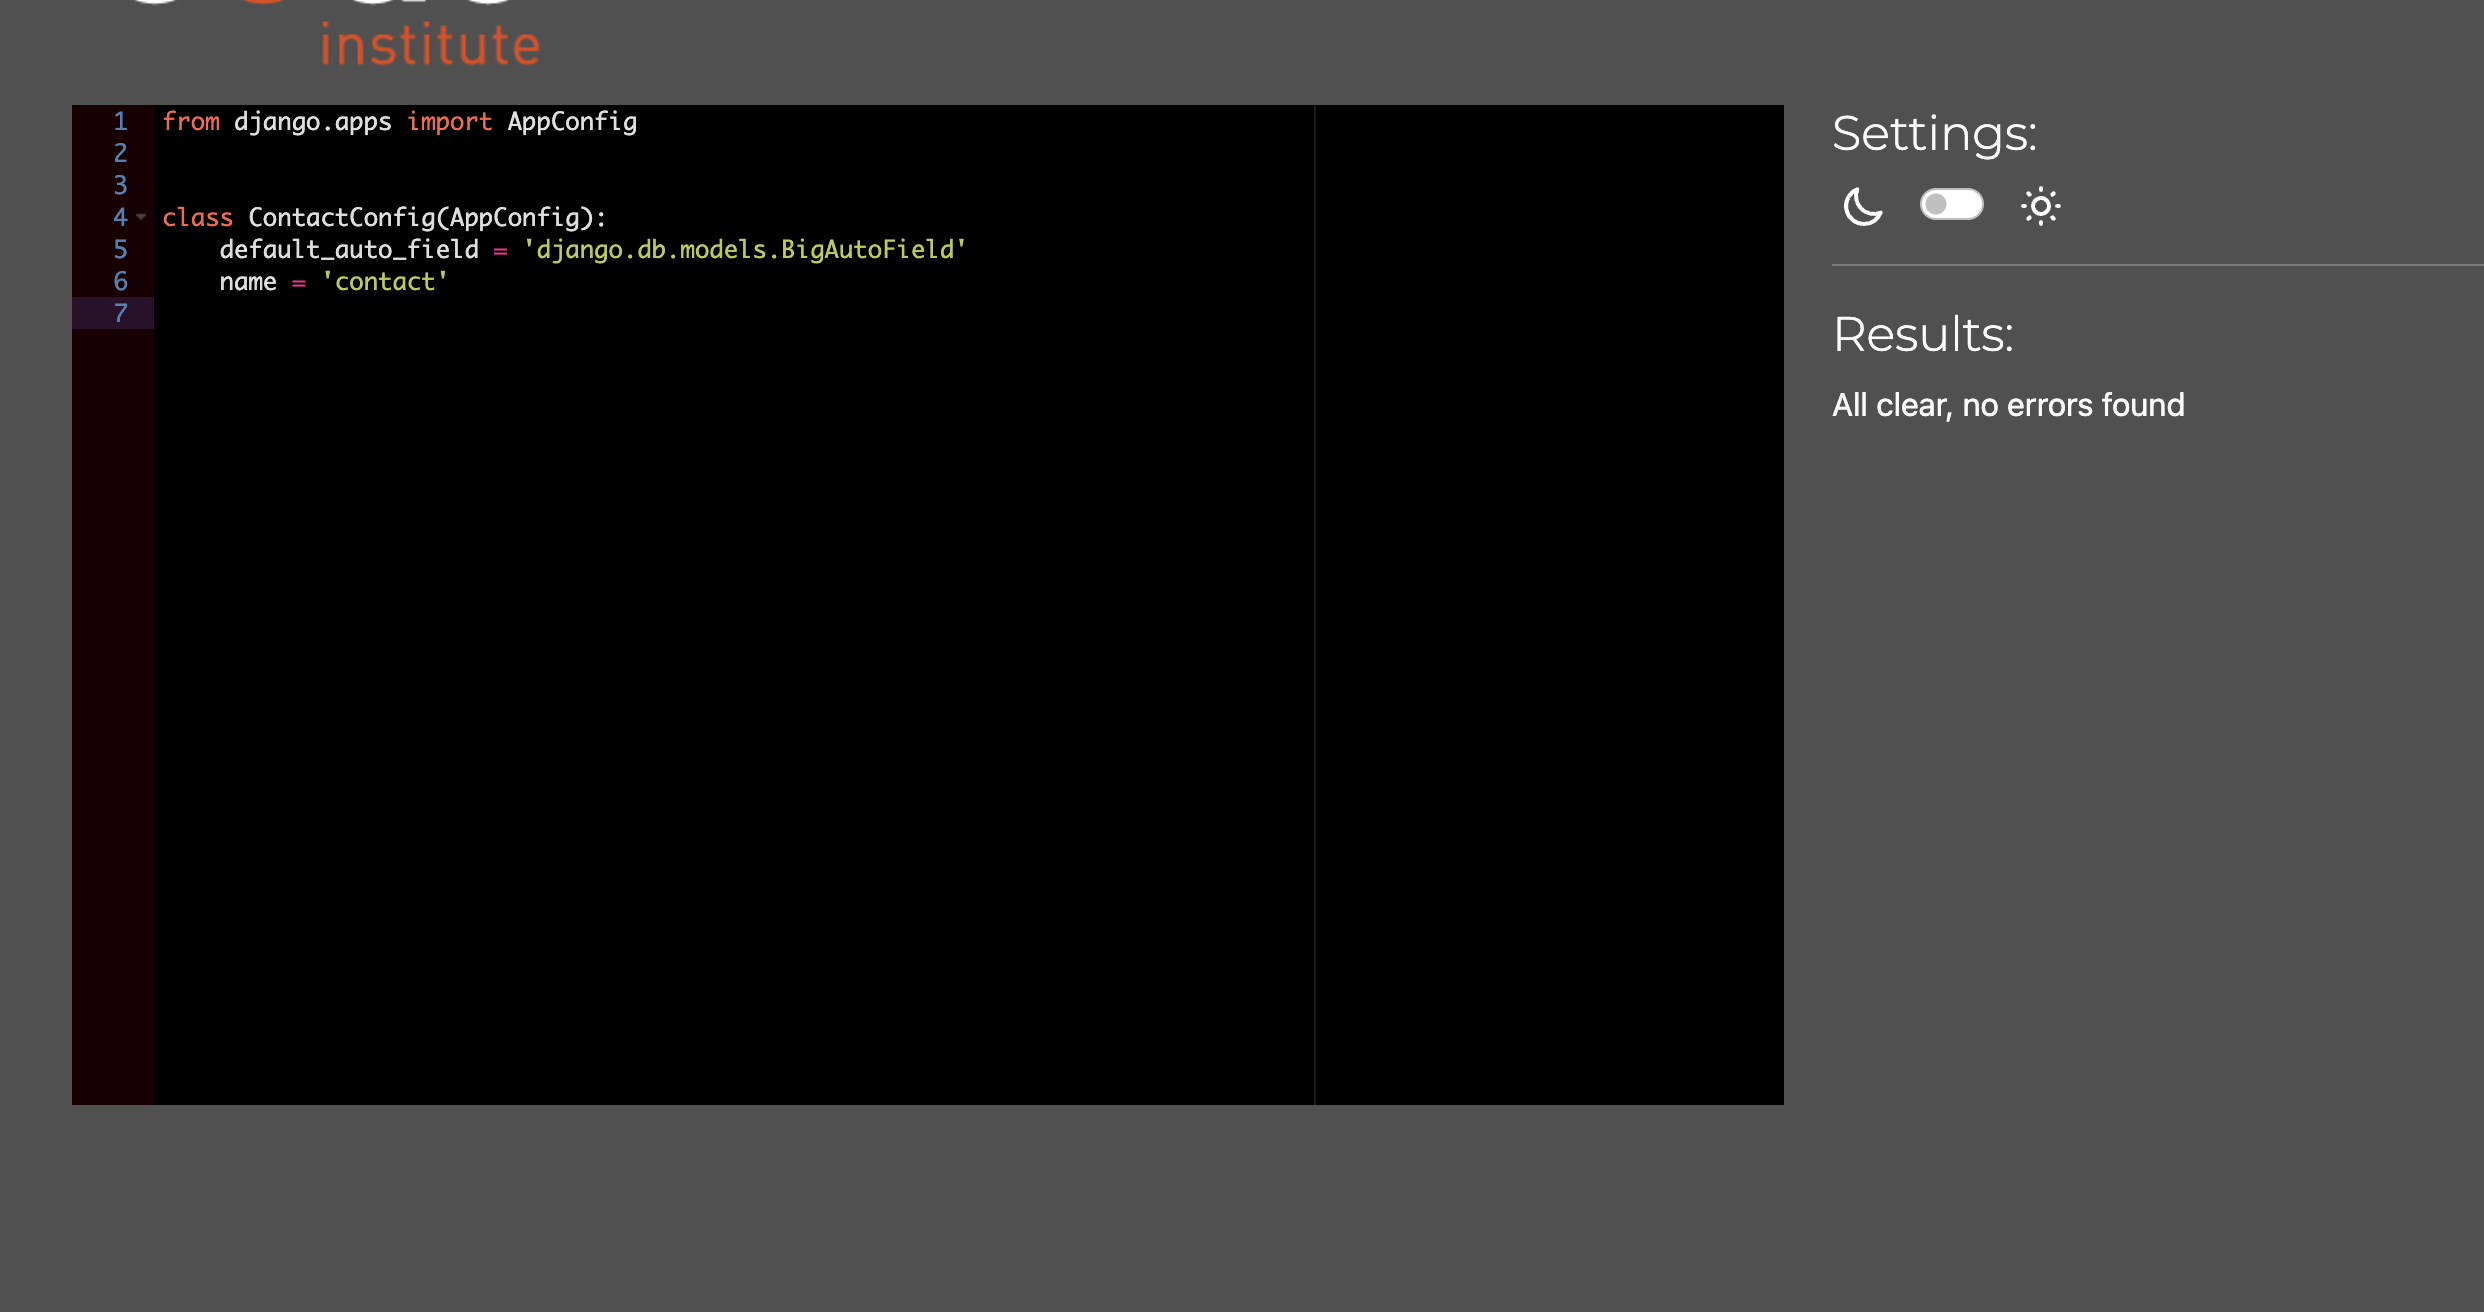 institute
1 from django.apps import AppConfig
2
3
4 class ContactConfig(AppConfig):
5     default_auto_field = 'django.db.models.BigAutoField'
6     name = 'contact'
7
Settings:
Results:
All clear, no errors found